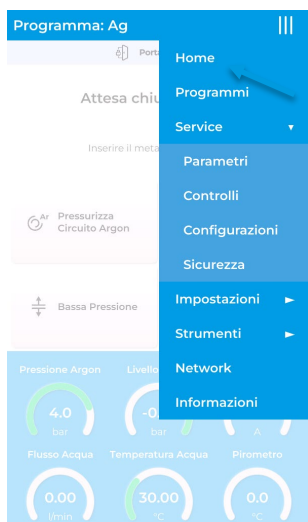 Programma: Ag
Porta
Attesa chiu
Inserire il meta
Ar
Pressurizza
Circuito Argon
Bassa Pressione
Home
Programmi
Service
Parametri
Controlli
Configurazioni
Sicurezza
Impostazioni
Strumenti
Network
Informazioni
Pressione Argon
Livello
4.0
bar
-0
bar
A
Flusso Acqua
Temperatura Acqua
Pirometro
0.00
l/min
30.00
°C
0.0
°C